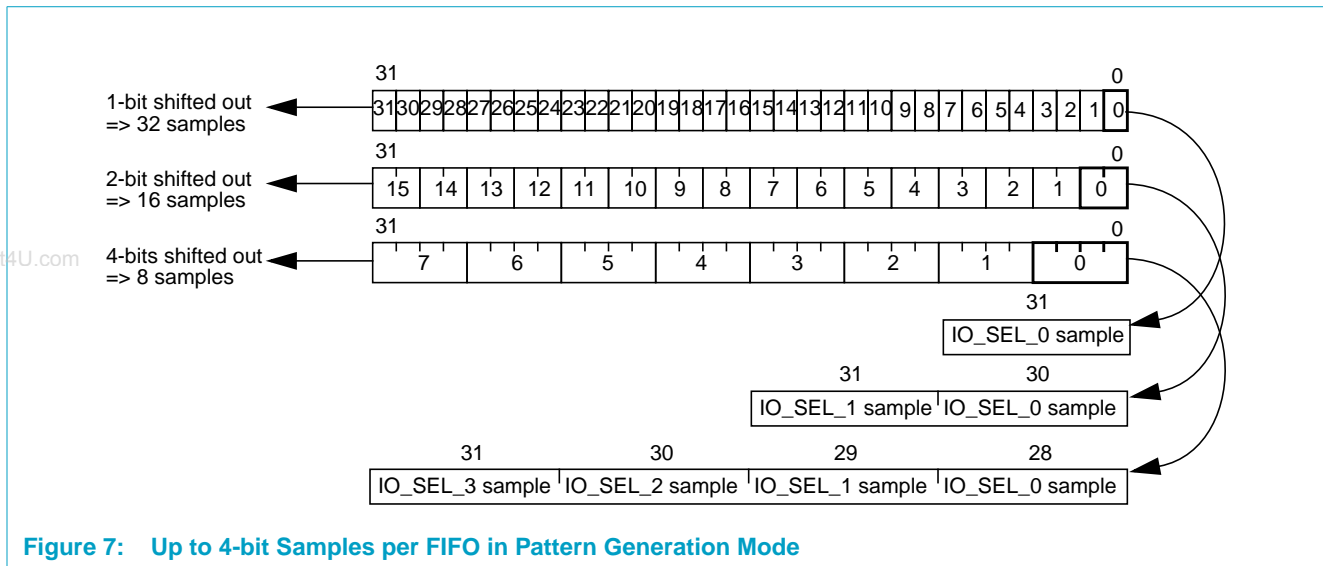 31 0
1-bit shifted out
=> 32 samples
31 30 29 28 27 26 25 24 23 22 21 20 19 18 17 16 15 14 13 12 11 10 9 8 7 6 5 4 3 2 1 0
31 0
2-bit shifted out
=> 16 samples
15 14 13 12 11 10 9 8 7 6 5 4 3 2 1 0
31 0
t4U.com
4-bits shifted out
=> 8 samples
7 6 5 4 3 2 1 0
31
IO_SEL_0 sample
31 30
IO_SEL_1 sample IO_SEL_0 sample
31 30 29 28
IO_SEL_3 sample IO_SEL_2 sample IO_SEL_1 sample IO_SEL_0 sample
Figure 7: Up to 4-bit Samples per FIFO in Pattern Generation Mode